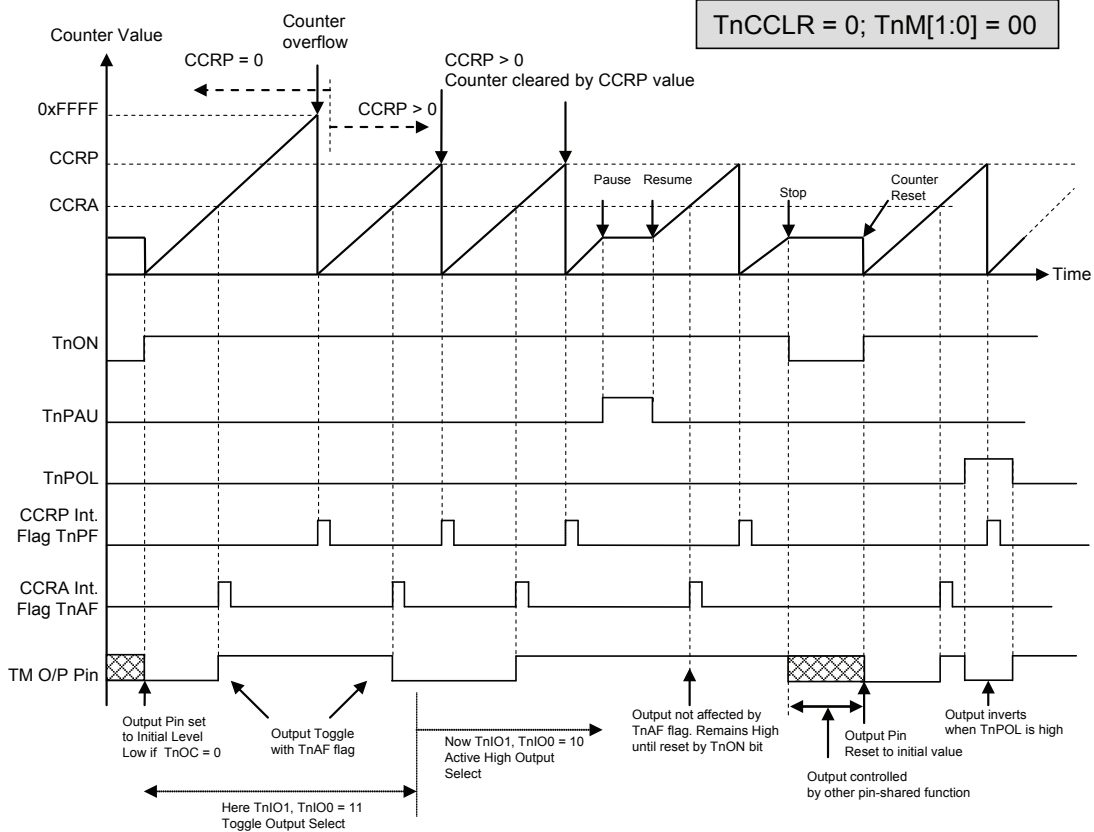 TnCCLR = 0; TnM[1:0] = 00
Counter Value
Counter
overflow
CCRP = 0
CCRP > 0
CCRP > 0
Counter cleared by CCRP value
0xFFFF
CCRP
CCRA
Pause
Resume
Stop
Counter
Reset
Time
TnON
TnPAU
TnPOL
CCRP Int.
Flag TnPF
CCRA Int.
Flag TnAF
TM O/P Pin
Output Pin set
to Initial Level
Low if TnOC = 0
Output Toggle
with TnAF flag
Here TnIO1, TnIO0 = 11
Toggle Output Select
Now TnIO1, TnIO0 = 10
Active High Output
Select
Output not affected by
TnAF flag. Remains High
until reset by TnON bit
Output Pin
Reset to initial value
Output controlled
by other pin-shared function
Output inverts
when TnPOL is high